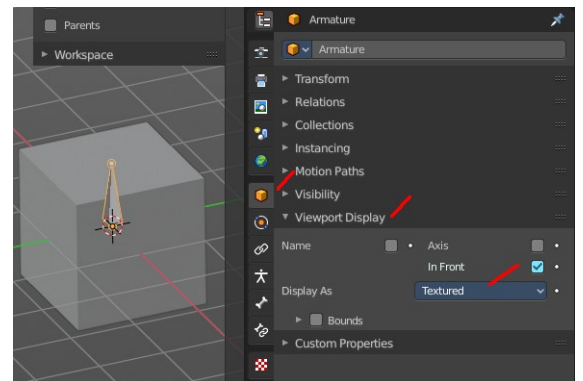 Parents
Workspace
Armature
Armature
Transform
Relations
Collections
Instancing
Motion Paths
Visibility
Viewport Display
Name
Axis
In Front
Display As
Textured
Bounds
Custom Properties